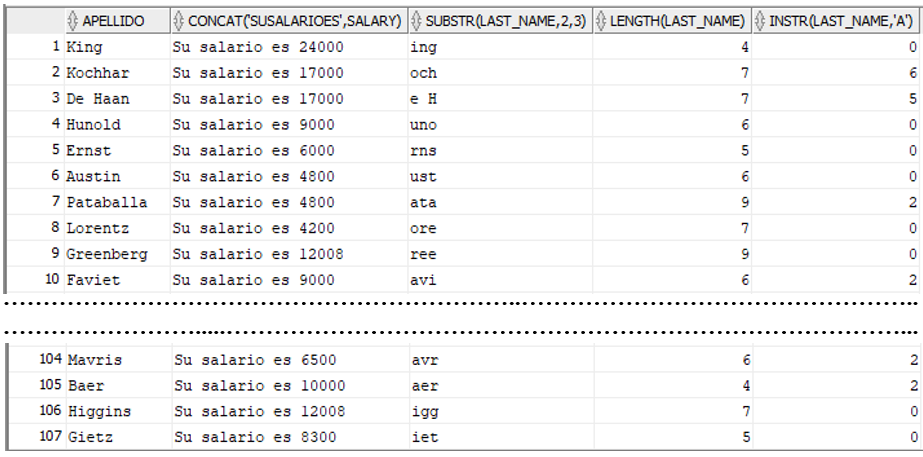 APELLIDO CONCAT('SUSALARIOES',SALARY) SUBSTR(LAST_NAME,2,3) LENGTH(LAST_NAME) INSTR(LAST_NAME,'A')
1 King Su salario es 24000 ing 4 0
2 Kochhar Su salario es 17000 och 7 6
3 De Haan Su salario es 17000 e H 7 5
4 Hunold Su salario es 9000 uno 6 0
5 Ernst Su salario es 6000 rns 5 0
6 Austin Su salario es 4800 ust 6 0
7 Pataballa Su salario es 4800 ata 9 2
8 Lorentz Su salario es 4200 ore 7 0
9 Greenberg Su salario es 12008 ree 9 0
10 Faviet Su salario es 9000 avi 6 2
104 Mavris Su salario es 6500 avr 6 2
105 Baer Su salario es 10000 aer 4 2
106 Higgins Su salario es 12008 igg 7 0
107 Gietz Su salario es 8300 iet 5 0